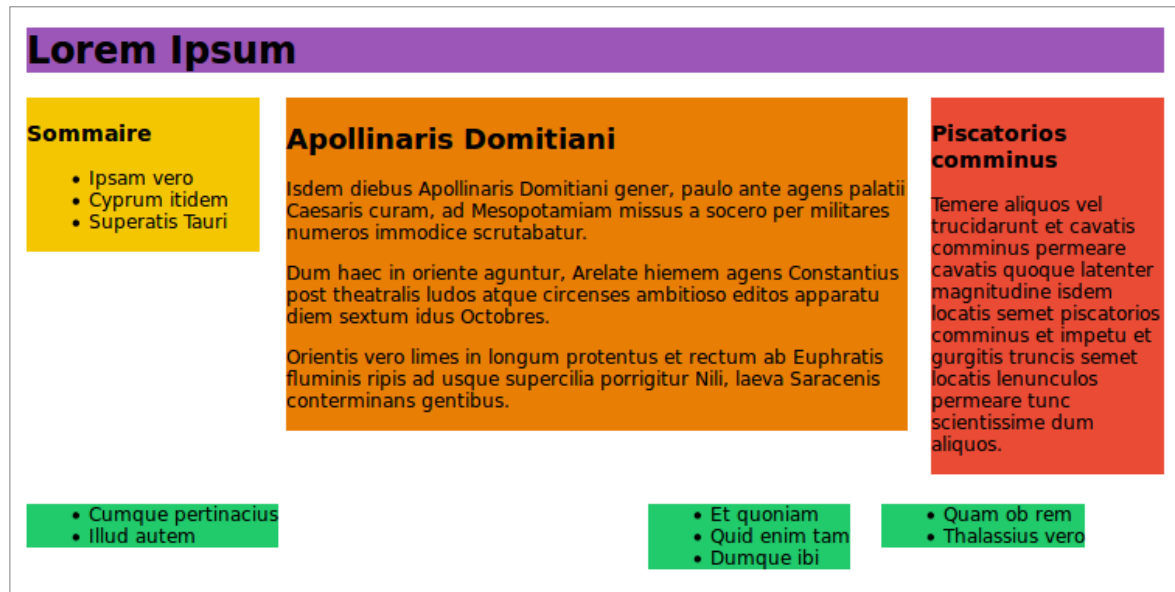 Lorem Ipsum
Sommaire
Ipsam vero
Cyprum itidem
Superatis Tauri
Apollinaris Domitiani
Isdem diebus Apollinaris Domitiani gener, paulo ante agens palatii
Caesaris curam, ad Mesopotamiam missus a socero per militares
numeros immodice scrutabatur.
Dum haec in oriente aguntur, Arelate hiemem agens Constantius
post theatralis ludos atque circenses ambitioso editos apparatu
diem sextum idus Octobres.
Orientis vero limes in longum protentus et rectum ab Euphratis
fluminis ripis ad usque supercilia porrigitur Nili, laeva Saracenis
conterminans gentibus.
Piscatorios
comminus
Temere aliquos vel
trucidarunt et cavatis
comminus permeare
cavatis quoque latenter
magnitudine isdem
locatis semet piscatorios
comminus et impetu et
gurgitis truncis semet
locatis lenunculos
permeare tunc
scientissime dum
aliquos.
Cumque pertinacius
Illud autem
Et quoniam
Quid enim tam
Dumque ibi
Quam ob rem
Thalassius vero